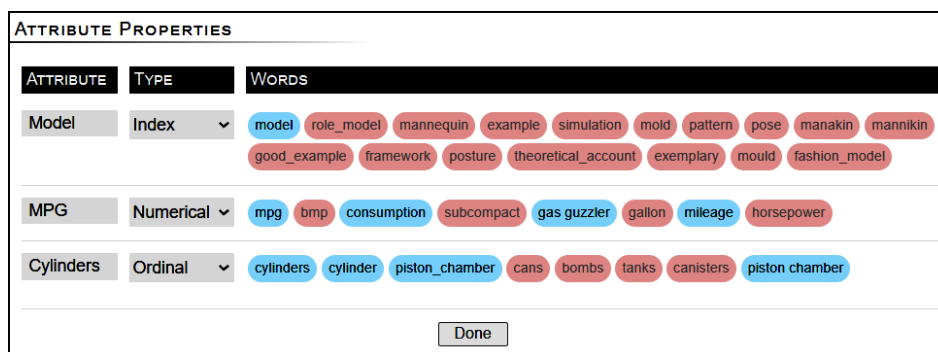 ATTRIBUTE PROPERTIES
ATTRIBUTE TYPE WORDS
Model Index model role_model mannequin example simulation mold pattern pose manakin mannikin
good_example framework posture theoretical_account exemplary mould fashion_model
MPG Numerical mpg bmp consumption subcompact gas guzzler gallon mileage horsepower
Cylinders Ordinal cylinders cylinder piston_chamber cans bombs tanks canisters piston chamber
Done